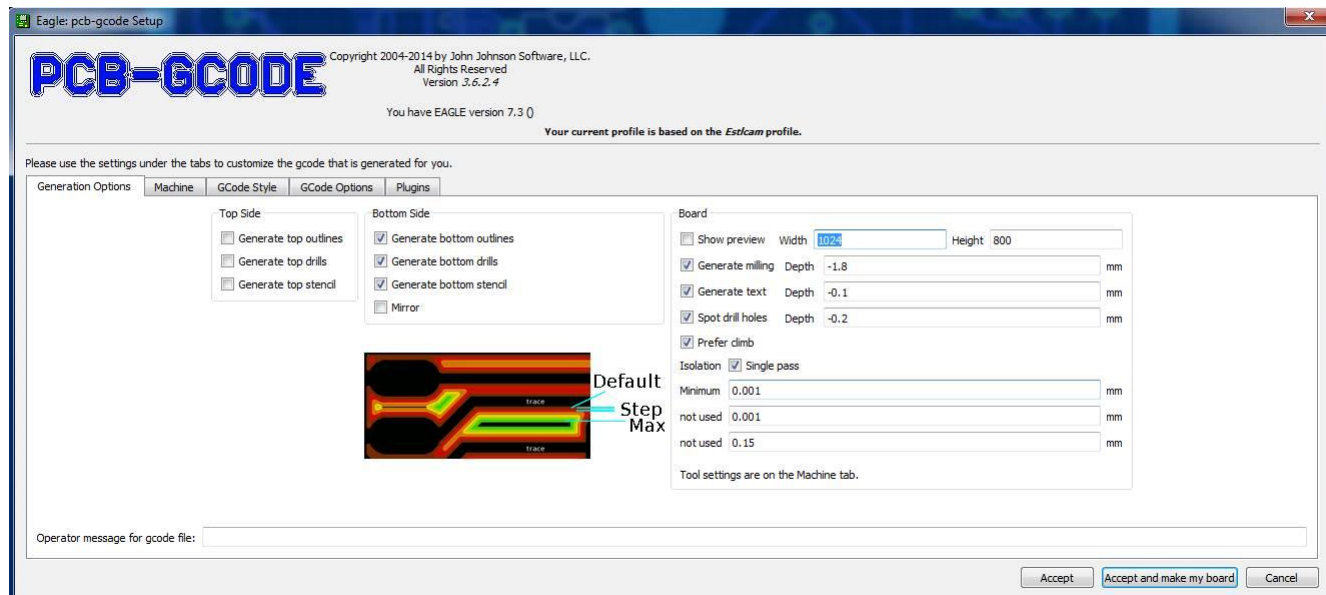 Eagle: pcb-gcode Setup
PCB-GCODE
Copyright 2004-2014 by John Johnson Software, LLC.
All Rights Reserved
Version 3.6.2.4
You have EAGLE version 7.3 ()
Your current profile is based on the Estlcam profile.
Please use the settings under the tabs to customize the gcode that is generated for you.
Generation Options Machine GCode Style GCode Options Plugins
Top Side
Generate top outlines
Generate top drills
Generate top stencil
Bottom Side
Generate bottom outlines
Generate bottom drills
Generate bottom stencil
Mirror
trace
trace
Default
Step
Max
Board
Show preview Width 1024 Height 800
Generate milling Depth -1.8 mm
Generate text Depth -0.1 mm
Spot drill holes Depth -0.2 mm
Prefer climb
Isolation Single pass
Minimum 0.001 mm
not used 0.001 mm
not used 0.15 mm
Tool settings are on the Machine tab.
Operator message for gcode file:
Accept Accept and make my board Cancel